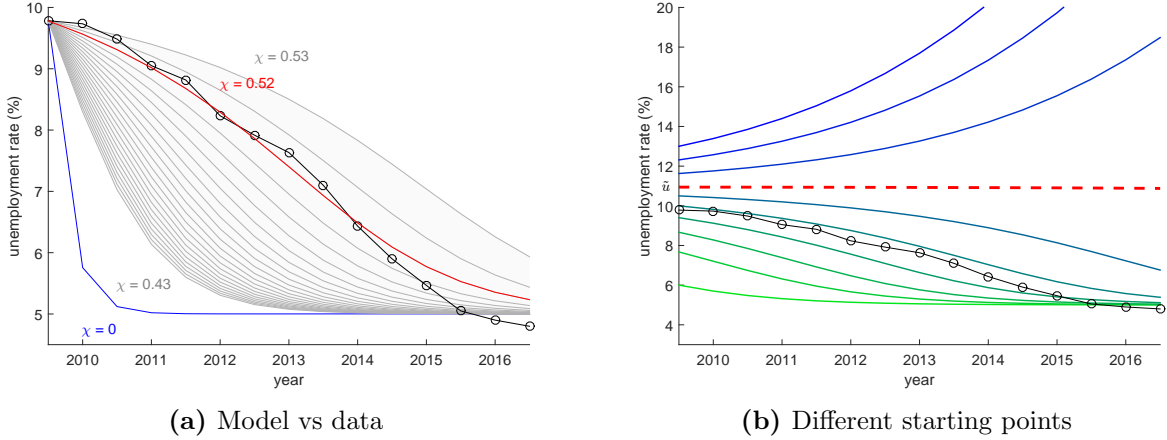 10
9
8
7
6
5
unemployment rate (%)
χ = 0.53
χ = 0.52
χ = 0.43
χ = 0
2010 2011 2012 2013 2014 2015 2016
year
(a) Model vs data
20
18
16
14
12
ũ
10
8
6
4
unemployment rate (%)
2010 2011 2012 2013 2014 2015 2016
year
(b) Different starting points